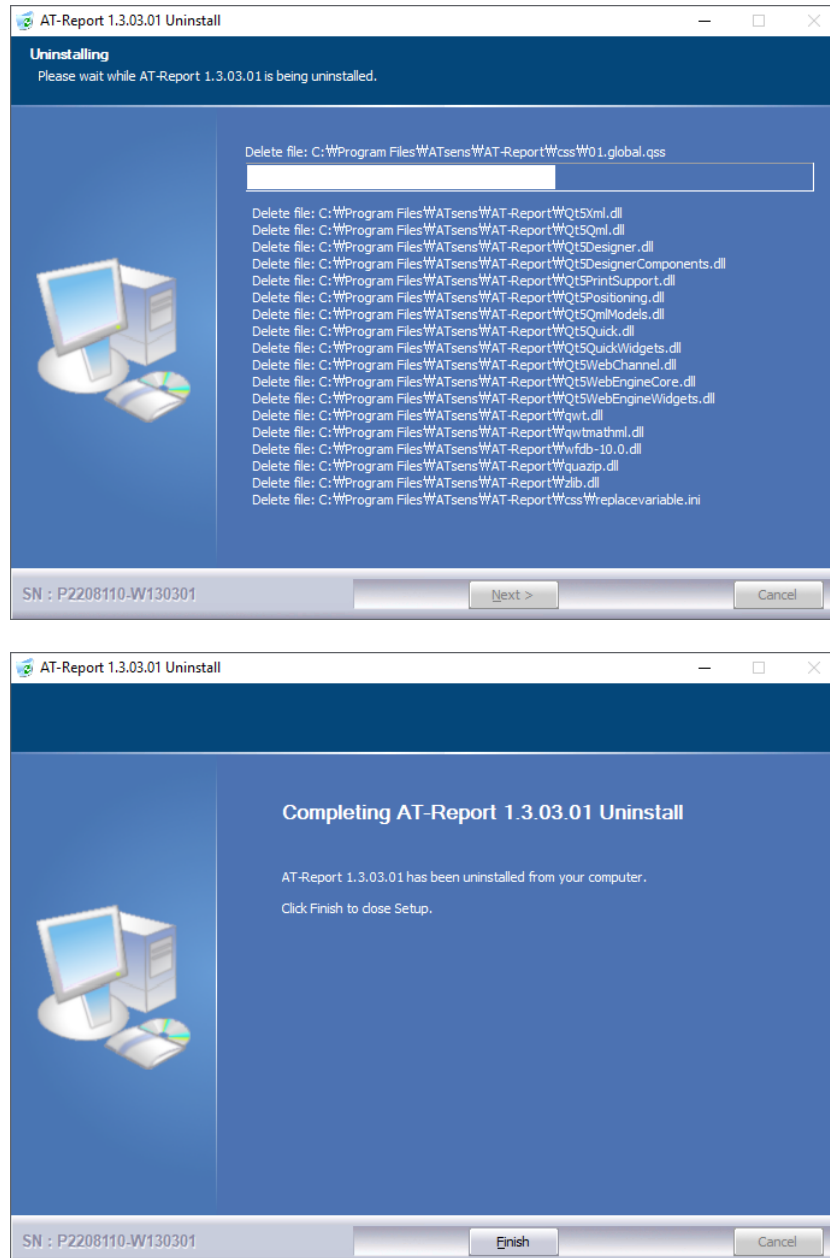 AT-Report 1.3.03.01 Uninstall
Uninstalling
Please wait while AT-Report 1.3.03.01 is being uninstalled.
Delete file: C:₩Program Files₩ATsens₩AT-Report₩css₩01.global.qss
Delete file: C:₩Program Files₩ATsens₩AT-Report₩Qt5Xml.dll
Delete file: C:₩Program Files₩ATsens₩AT-Report₩Qt5Qml.dll
Delete file: C:₩Program Files₩ATsens₩AT-Report₩Qt5Designer.dll
Delete file: C:₩Program Files₩ATsens₩AT-Report₩Qt5DesignerComponents.dll
Delete file: C:₩Program Files₩ATsens₩AT-Report₩Qt5PrintSupport.dll
Delete file: C:₩Program Files₩ATsens₩AT-Report₩Qt5Positioning.dll
Delete file: C:₩Program Files₩ATsens₩AT-Report₩Qt5QmlModels.dll
Delete file: C:₩Program Files₩ATsens₩AT-Report₩Qt5Quick.dll
Delete file: C:₩Program Files₩ATsens₩AT-Report₩Qt5QuickWidgets.dll
Delete file: C:₩Program Files₩ATsens₩AT-Report₩Qt5WebChannel.dll
Delete file: C:₩Program Files₩ATsens₩AT-Report₩Qt5WebEngineCore.dll
Delete file: C:₩Program Files₩ATsens₩AT-Report₩Qt5WebEngineWidgets.dll
Delete file: C:₩Program Files₩ATsens₩AT-Report₩qwt.dll
Delete file: C:₩Program Files₩ATsens₩AT-Report₩qwtmathml.dll
Delete file: C:₩Program Files₩ATsens₩AT-Report₩wfdb-10.0.dll
Delete file: C:₩Program Files₩ATsens₩AT-Report₩quazip.dll
Delete file: C:₩Program Files₩ATsens₩AT-Report₩zlib.dll
Delete file: C:₩Program Files₩ATsens₩AT-Report₩css₩replacevariable.ini
SN : P2208110-W130301
Next >
Cancel
AT-Report 1.3.03.01 Uninstall
Completing AT-Report 1.3.03.01 Uninstall
AT-Report 1.3.03.01 has been uninstalled from your computer.
Click Finish to close Setup.
SN : P2208110-W130301
Finish
Cancel